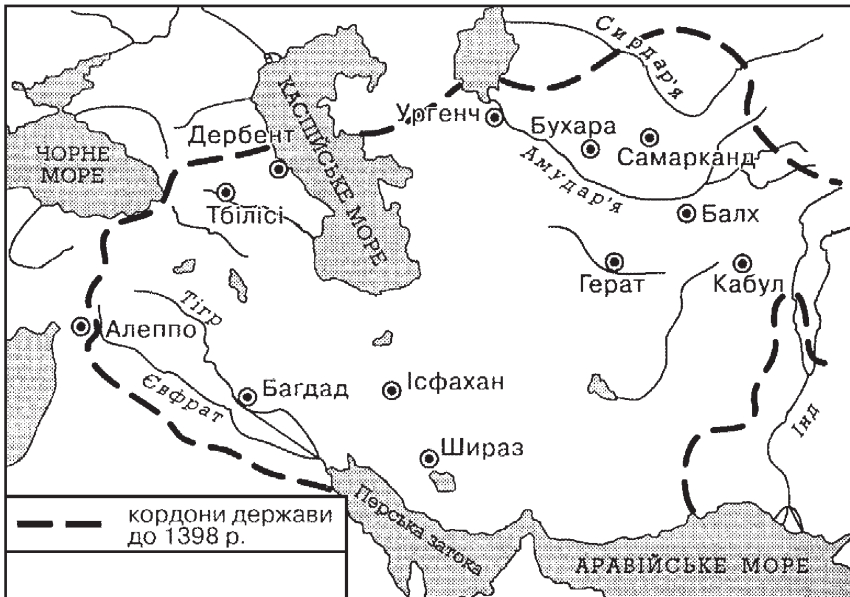 Сирдар'я
КАСПІЙСЬКЕ МОРЕ
Ургенч
Бухара
Дербент
Самарканд
ЧОРНЕ
МОРЕ
Амудар'я
Тбілісі
Балх
Герат
Кабул
Тігр
Алеппо
Євфрат
Багдад
Ісфахан
Інд
Шираз
Перська затока
кордони держави
до 1398 р.
АРАВІЙСЬКЕ МОРЕ